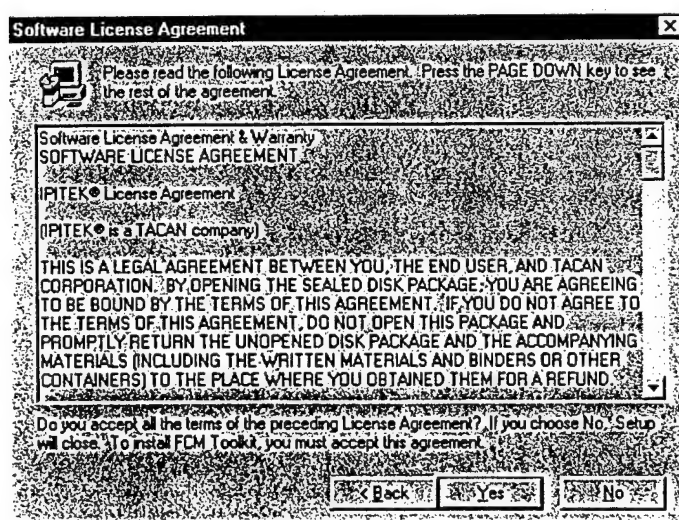 Software License Agreement
Please read the following License Agreement. Press the PAGE DOWN key to see
the rest of the agreement.
Software License Agreement & Warranty
SOFTWARE LICENSE AGREEMENT
IPITEK® License Agreement
(IPITEK® is a TACAN company)
THIS IS A LEGAL AGREEMENT BETWEEN YOU, THE END USER, AND TACAN
CORPORATION. BY OPENING THE SEALED DISK PACKAGE, YOU ARE AGREEING
TO BE BOUND BY THE TERMS OF THIS AGREEMENT. IF YOU DO NOT AGREE TO
THE TERMS OF THIS AGREEMENT, DO NOT OPEN THIS PACKAGE AND
PROMPTLY RETURN THE UNOPENED DISK PACKAGE AND THE ACCOMPANYING
MATERIALS (INCLUDING THE WRITTEN MATERIALS AND BINDERS OR OTHER
CONTAINERS) TO THE PLACE WHERE YOU OBTAINED THEM FOR A REFUND.
Do you accept all the terms of the preceding License Agreement? If you choose No, Setup
will close. To install FCM Toolkit, you must accept this agreement.
< Back
Yes
No